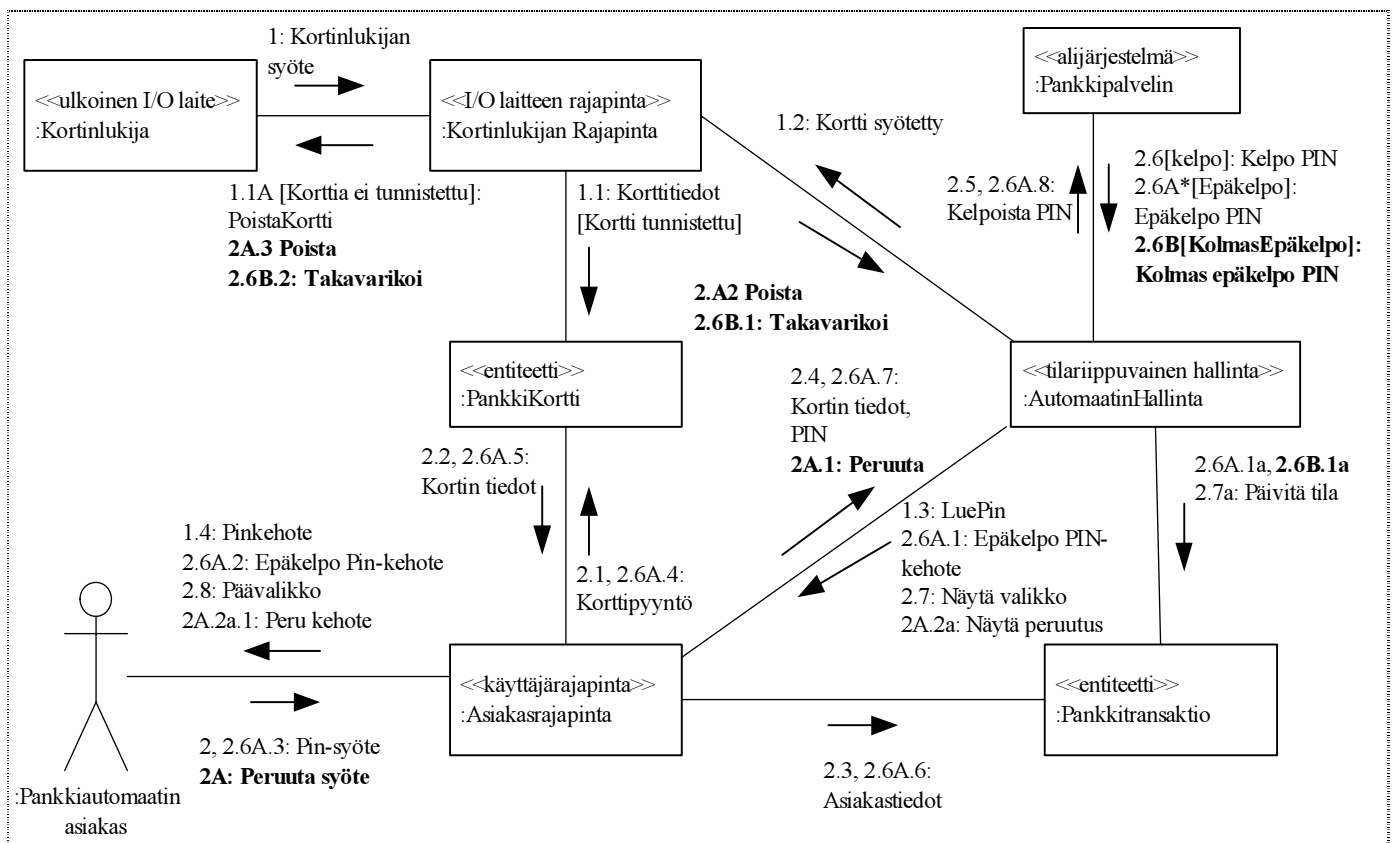 1: Kortinlukijan
syöte
<<ulkoinen I/O laite>>
:Kortinlukija
<<I/O laitteen rajapinta>>
:Kortinlukijan Rajapinta
<<alijärjestelmä>>
:Pankkipalvelin
1.2: Kortti syötetty
1.1A [Korttia ei tunnistettu]:
PoistaKortti
2A.3 Poista
2.6B.2: Takavarikoi
1.1: Korttitiedot
[Kortti tunnistettu]
2.5, 2.6A.8:
Kelpoista PIN
2.6[kelpo]: Kelpo PIN
2.6A*[Epäkelpo]:
Epäkelpo PIN
2.6B[KolmasEpäkelpo]:
Kolmas epäkelpo PIN
2.A2 Poista
2.6B.1: Takavarikoi
<<entiteetti>>
:PankkiKortti
2.4, 2.6A.7:
Kortin tiedot,
PIN
2A.1: Peruuta
<<tilariippuvainen hallinta>>
:AutomaatinHallinta
2.2, 2.6A.5:
Kortin tiedot
2.6A.1a, 2.6B.1a
2.7a: Päivitä tila
1.4: Pinkehote
2.6A.2: Epäkelpo Pin-kehote
2.8: Päävalikko
2A.2a.1: Peru kehote
2.1, 2.6A.4:
Korttipyyntö
1.3: LuePin
2.6A.1: Epäkelpo PIN-
kehote
2.7: Näytä valikko
2A.2a: Näytä peruutus
<<käyttäjärajapinta>>
:Asiakasrajapinta
<<entiteetti>>
:Pankkitransaktio
2, 2.6A.3: Pin-syöte
2A: Peruuta syöte
2.3, 2.6A.6:
Asiakastiedot
:Pankkiautomaatin
asiakas